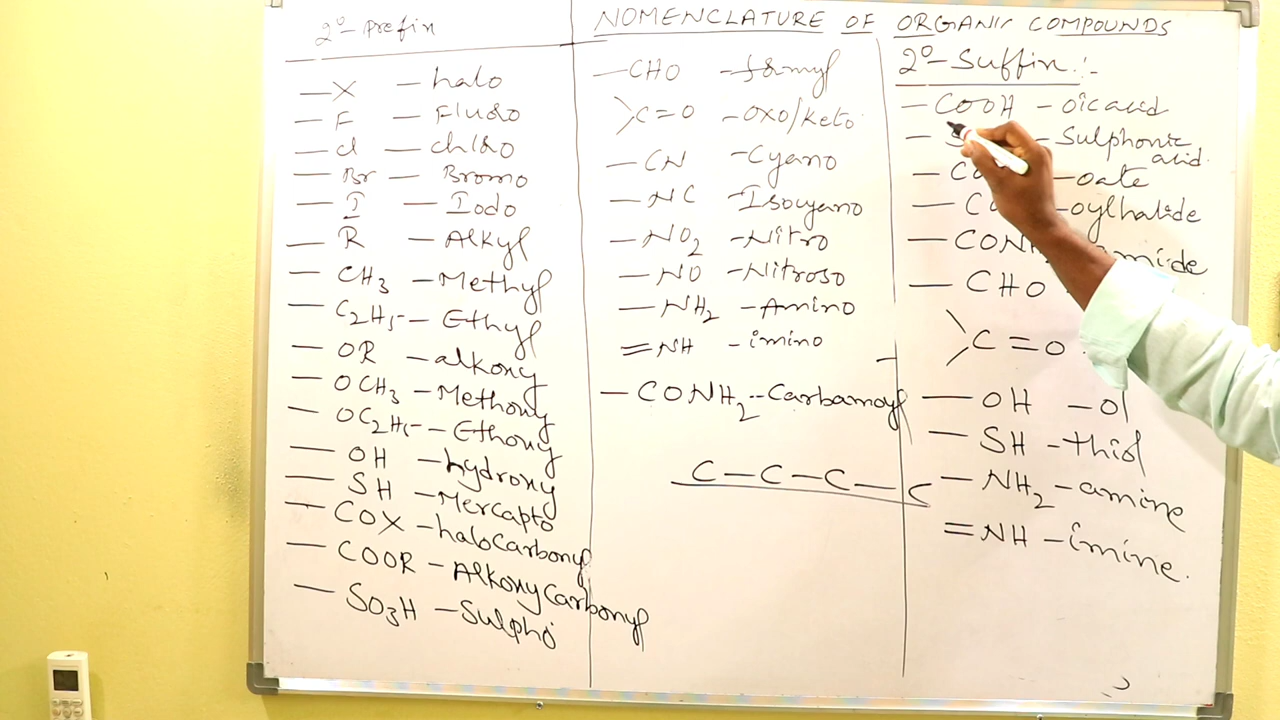 2° - Prefix
— X — halo
— F — Fluoro
— Cl — chloro
— Br — Bromo
— I — Iodo
— R — Alkyl
— CH3 — Methyl
— C2H5 — Ethyl
— OR — alkoxy
— OCH3 — Methoxy
— OC2H5 — Ethoxy
— OH — hydroxy
— SH — Mercapto
— COX — haloCarbonyl
— COOR — AlkoxyCarbonyl
— SO3H — Sulpho
NOMENCLATURE OF ORGANIC COMPOUNDS
— CHO — formyl
>C=O — OXO/Keto
— CN — Cyano
— NC — Isocyano
— NO2 — Nitro
— NO — Nitroso
— NH2 — Amino
=NH — imino
— CONH2 -- Carbamoyl
C — C — C — C
2° - Suffix :-
— COOH — oic acid
— S — Sulphonic acid.
— CO — oate
— CO — oylhalide
— CONH amide
— CHO
>C=O
— OH — ol
— SH — thiol
— NH2 — amine
=NH — imine.